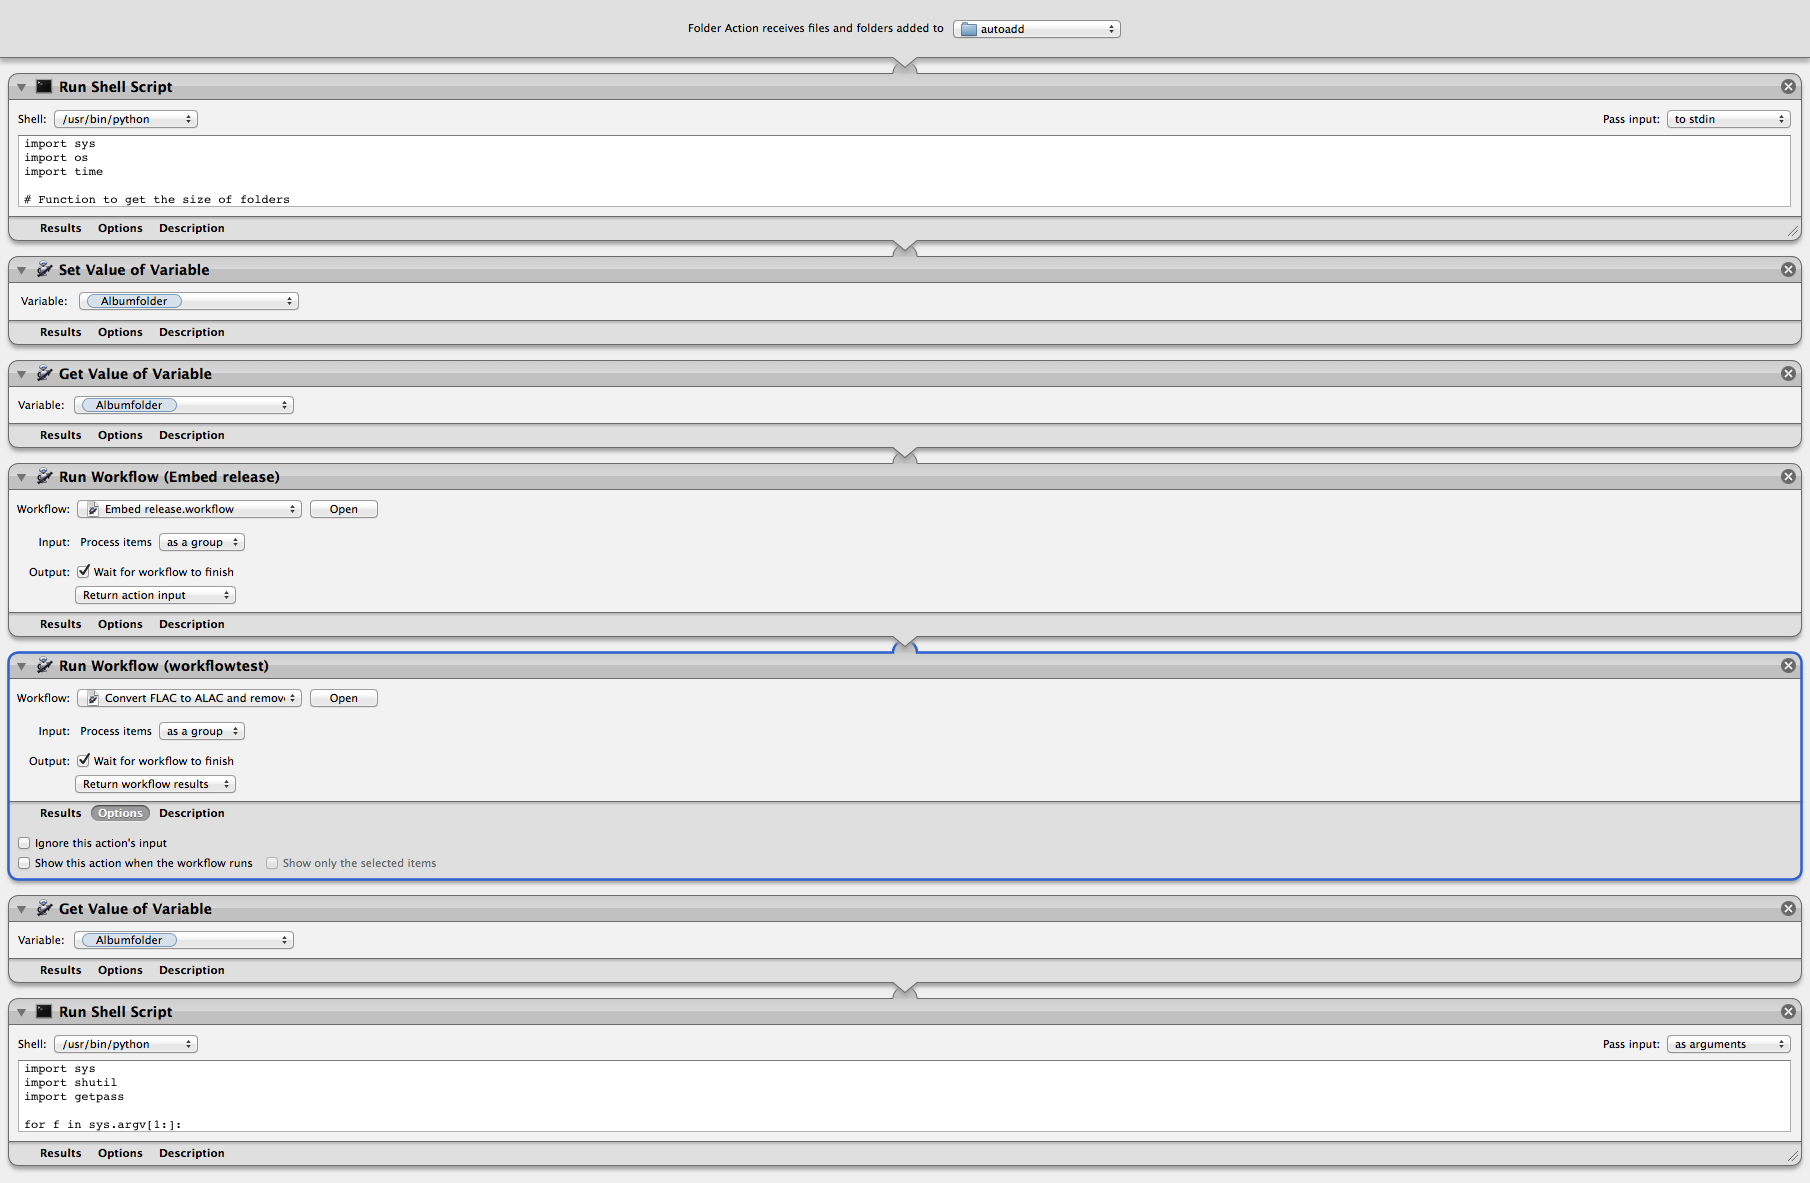 Folder Action receives files and folders added to autoadd
Run Shell Script
Shell: /usr/bin/python Pass input: to stdin
import sys
import os
import time
# Function to get the size of folders
Results Options Description
Set Value of Variable
Variable: Albumfolder
Results Options Description
Get Value of Variable
Variable: Albumfolder
Results Options Description
Run Workflow (Embed release)
Workflow: Embed release.workflow Open
Input: Process items as a group
Output: Wait for workflow to finish
Return action input
Results Options Description
Run Workflow (workflowtest)
Workflow: Convert FLAC to ALAC and remov Open
Input: Process items as a group
Output: Wait for workflow to finish
Return workflow results
Results Options Description
Ignore this action's input
Show this action when the workflow runs Show only the selected items
Get Value of Variable
Variable: Albumfolder
Results Options Description
Run Shell Script
Shell: /usr/bin/python Pass input: as arguments
import sys
import shutil
import getpass
for f in sys.argv[1:]:
Results Options Description